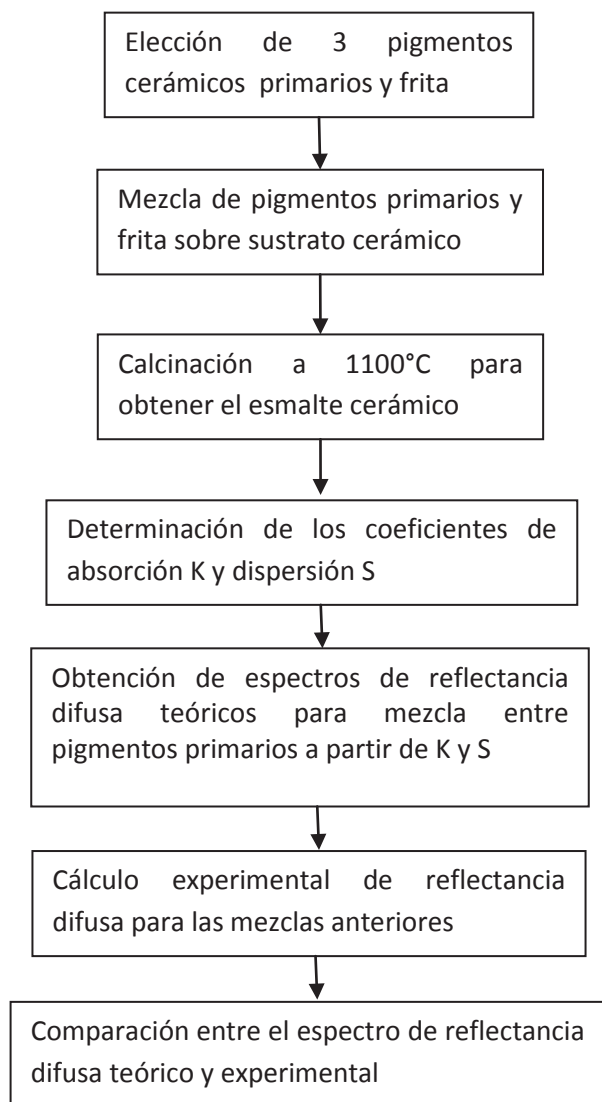 Elección de 3 pigmentos
cerámicos primarios y frita
Mezcla de pigmentos primarios y
frita sobre sustrato cerámico
Calcinación a 1100°C para
obtener el esmalte cerámico
Determinación de los coeficientes de
absorción K y dispersión S
Obtención de espectros de reflectancia
difusa teóricos para mezcla entre
pigmentos primarios a partir de K y S
Cálculo experimental de reflectancia
difusa para las mezclas anteriores
Comparación entre el espectro de reflectancia
difusa teórico y experimental